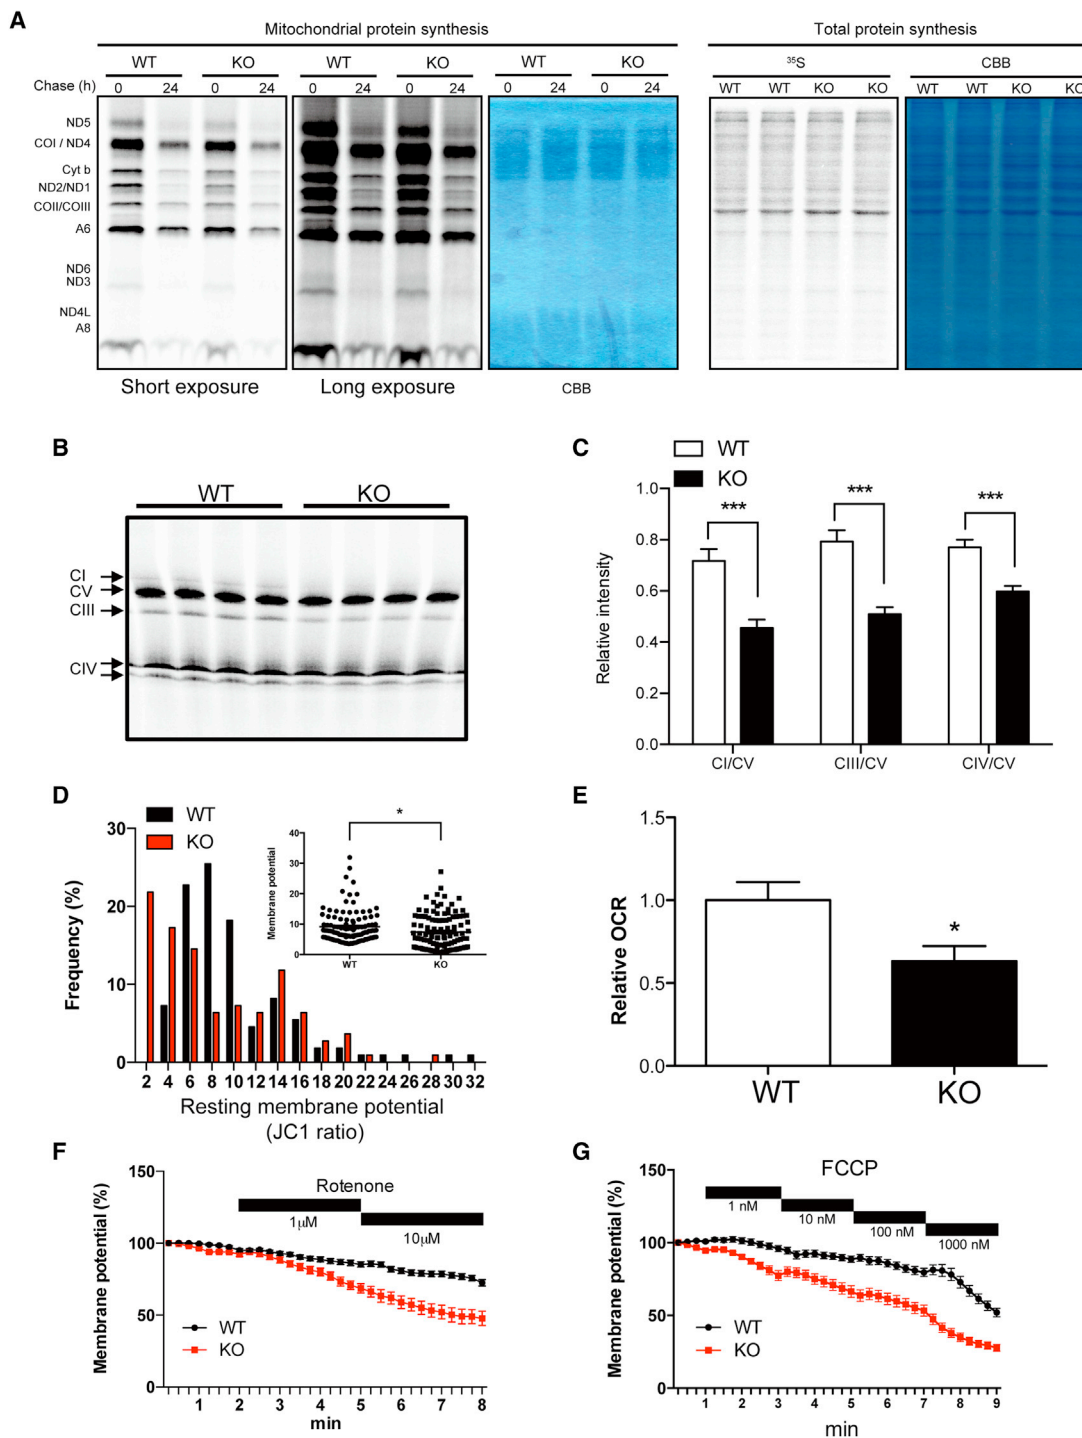 A
Mitochondrial protein synthesis
Total protein synthesis
WT KO WT KO WT KO
35S CBB
Chase (h) 0 24 0 24 0 24 0 24 0 24 0 24
WT WT KO KO WT WT KO KO
ND5
COI / ND4
Cyt b
ND2/ND1
COII/COIII
A6
ND6
ND3
ND4L
A8
Short exposure
Long exposure
CBB
B
WT KO
CI
CV
CIII
CIV
C
WT
KO
*** *** ***
Relative intensity
1.0
0.8
0.6
0.4
0.2
0.0
CI/CV CIII/CV CIV/CV
D
WT
KO
Frequency (%)
30
20
10
0
2 4 6 8 10 12 14 16 18 20 22 24 26 28 30 32
Resting membrane potential
(JC1 ratio)
*
Membrane potential
40
30
20
10
0
WT KO
E
Relative OCR
1.5
1.0
0.5
0.0
*
WT KO
F
Membrane potential (%)
150
100
50
0
Rotenone
1μM
10μM
WT
KO
1 2 3 4 5 6 7 8
min
G
FCCP
Membrane potential (%)
150
100
50
0
1 nM
10 nM
100 nM
1000 nM
WT
KO
1 2 3 4 5 6 7 8 9
min